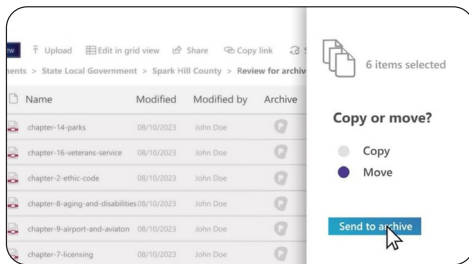 Upload Edit in grid view Share Copy link
State Local Government > Spark Hill County > Review for archiv
Name Modified Modified by Archive
chapter-14-parks 08/10/2023 John Doe
chapter-16-veterans-service 08/10/2023 John Doe
chapter-2-ethic-code 08/10/2023 John Doe
chapter-8-aging-and-disabilities 08/10/2023 John Doe
chapter-9-airport-and-aviaton 08/10/2023 John Doe
chapter-7-licensing 08/10/2023 John Doe
6 items selected
Copy or move?
Copy
Move
Send to archive